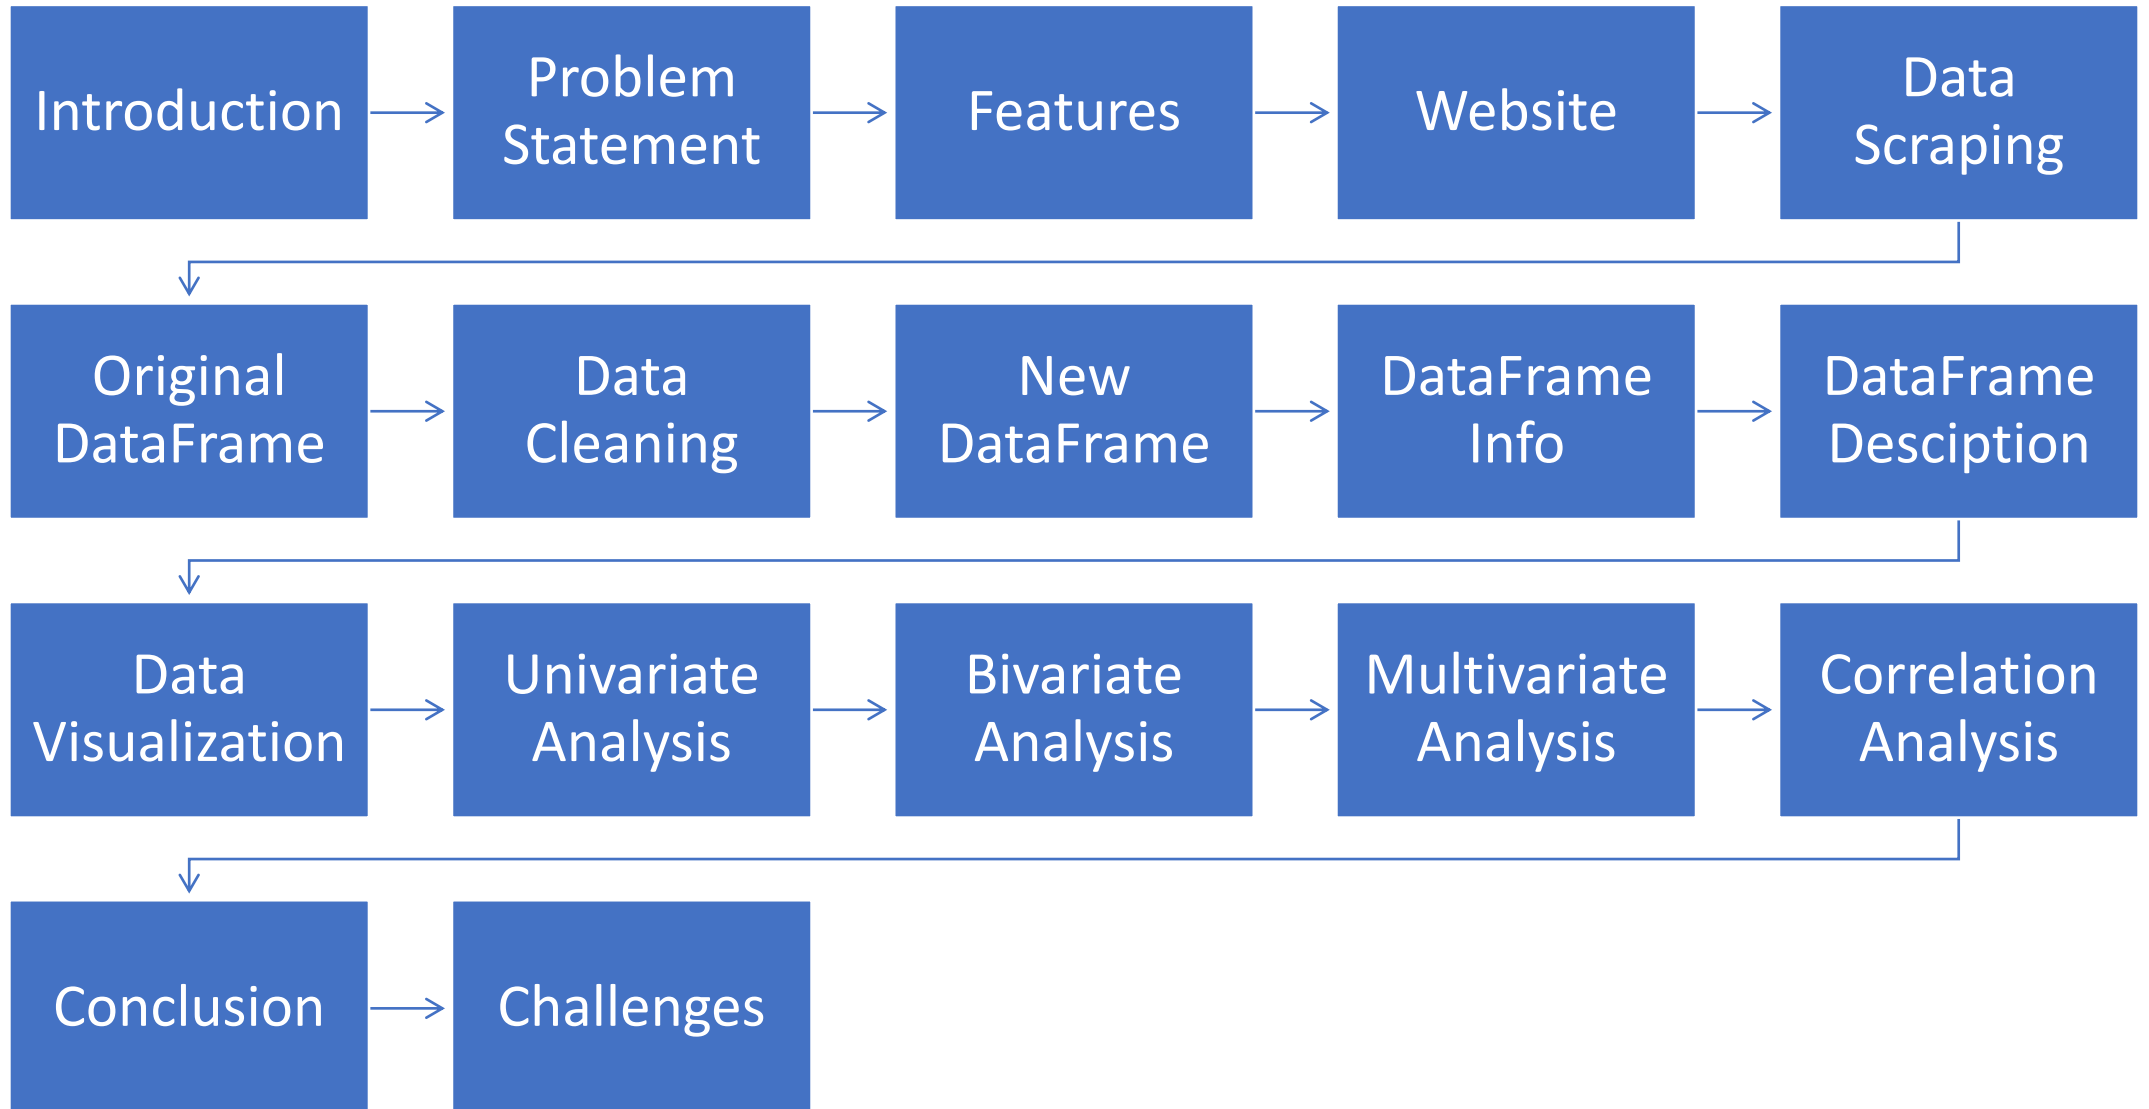 Introduction
Problem
Statement
Features
Website
Data
Scraping
Original
DataFrame
Data
Cleaning
New
DataFrame
DataFrame
Info
DataFrame
Desciption
Data
Visualization
Univariate
Analysis
Bivariate
Analysis
Multivariate
Analysis
Correlation
Analysis
Conclusion
Challenges